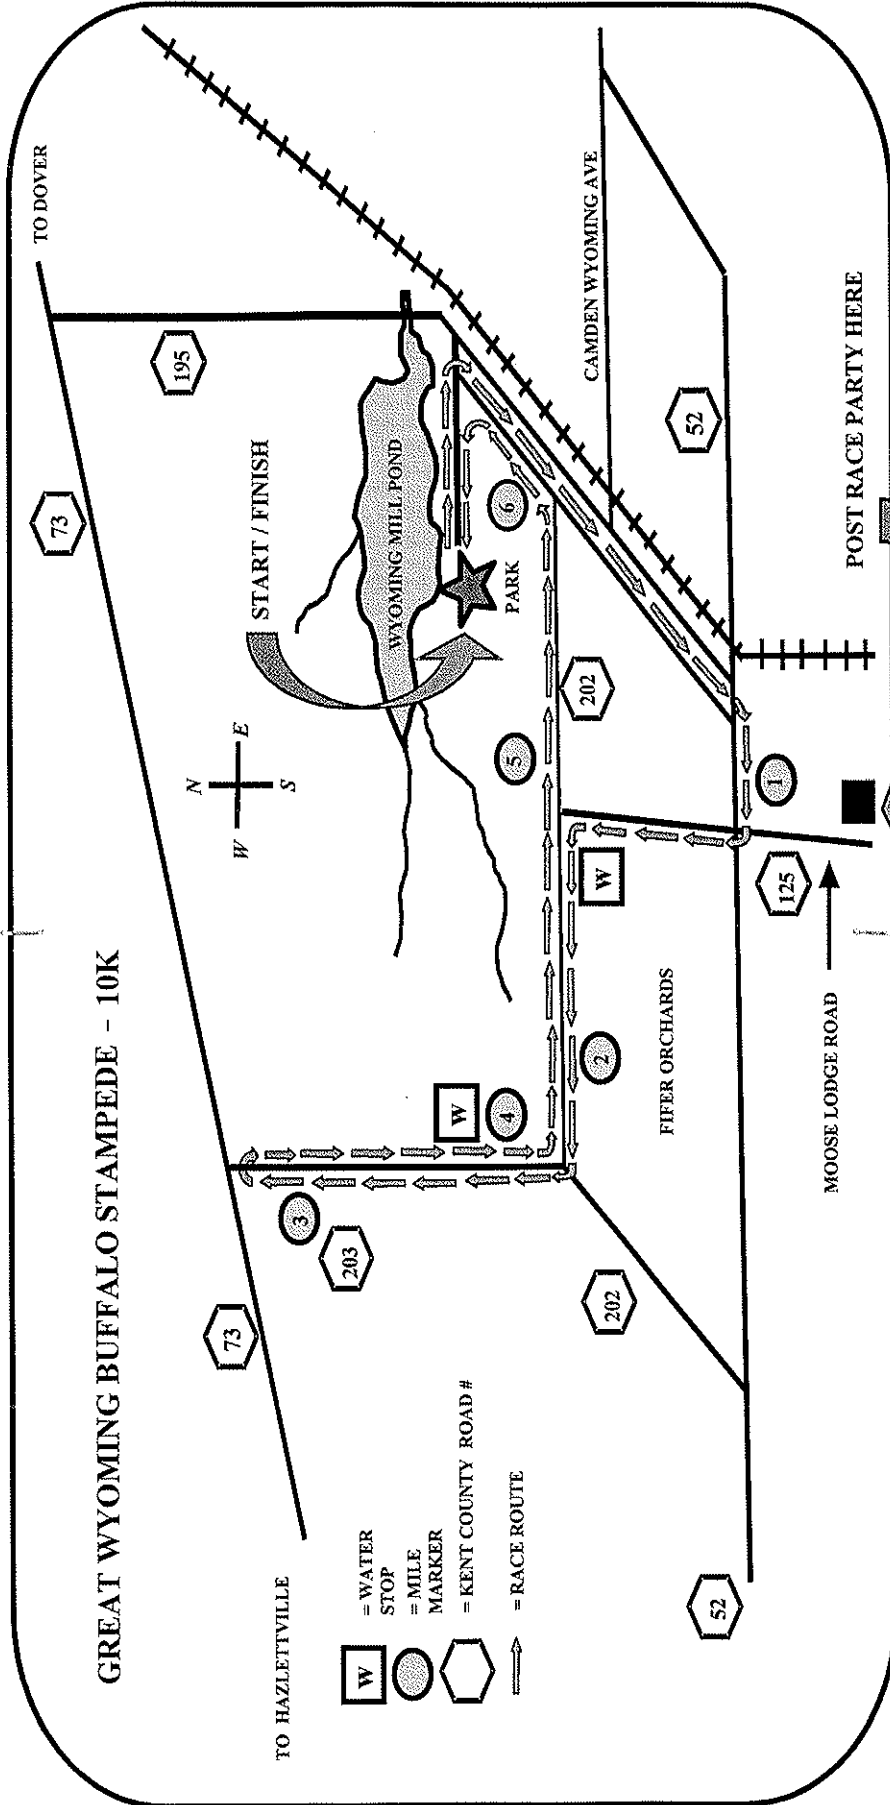 GREAT WYOMING BUFFALO STAMPEDE - 10K
TO DOVER
73
195
START / FINISH
N
W
E
S
WYOMING MILL POND
PARK
CAMDEN WYOMING AVE
6
5
202
52
POST RACE PARTY HERE
1
125
MOOSE LODGE ROAD
W
FIFER ORCHARDS
2
W
4
3
203
73
202
52
TO HAZLETTVILLE
W
= WATER
STOP
= MILE
MARKER
= KENT COUNTY ROAD #
= RACE ROUTE